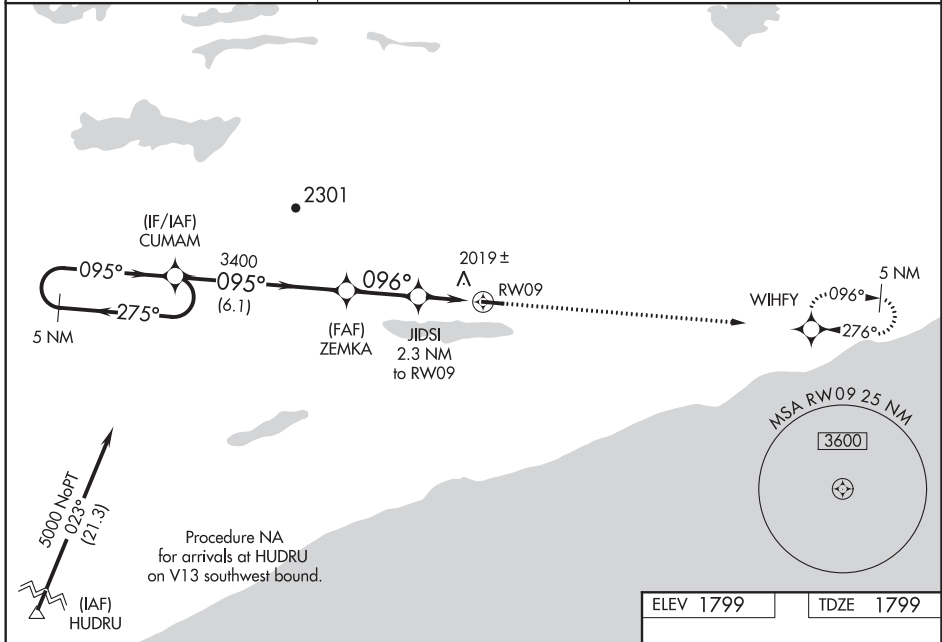 2301
(IF/IAF)
CUMAM
095°
3400
095°
(6.1)
096°
2019±
RW09
5 NM
WIHFY
096°
276°
275°
5 NM
(FAF)
ZEMKA
JIDSI
2.3 NM
to RW09
MSA RW09 25 NM
3600
5000 NoPT
023°
(21.3)
Procedure NA
for arrivals at HUDRU
on V13 southwest bound.
(IAF)
HUDRU
ELEV 1799
TDZE 1799